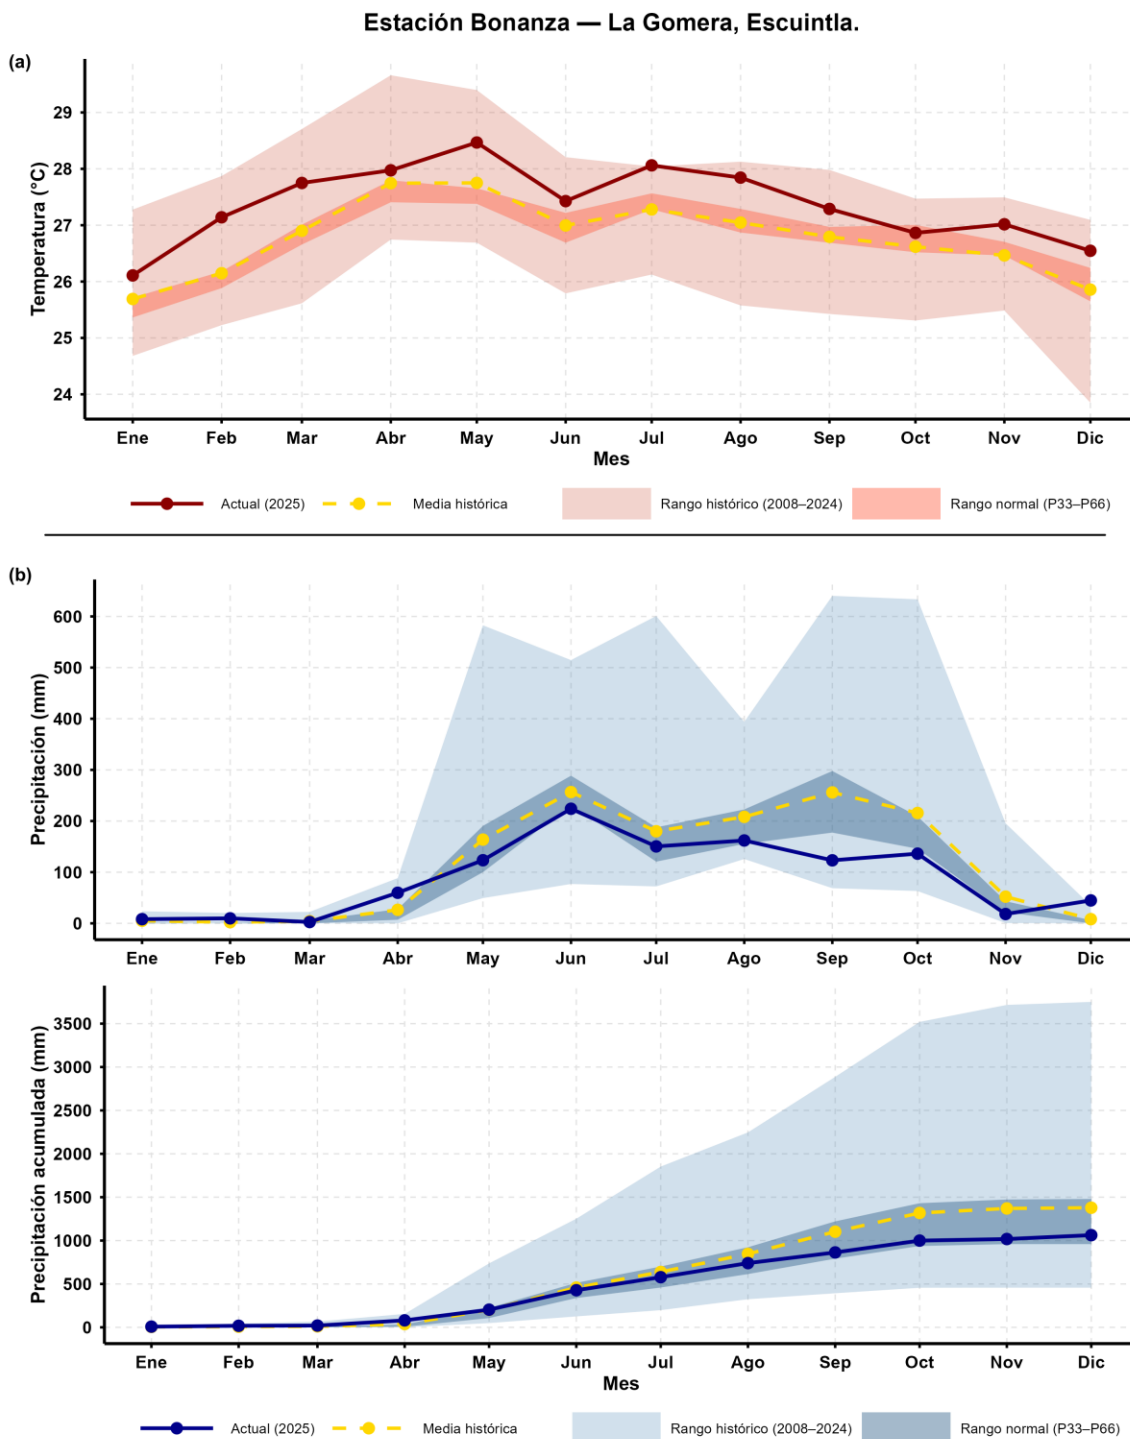 Estación Bonanza — La Gomera, Escuintla.
(a)
Temperatura (°C)
29
28
27
26
25
24
Ene Feb Mar Abr May Jun Jul Ago Sep Oct Nov Dic
Mes
Actual (2025) Media histórica Rango histórico (2008–2024) Rango normal (P33–P66)
(b)
Precipitación (mm)
600
500
400
300
200
100
0
Ene Feb Mar Abr May Jun Jul Ago Sep Oct Nov Dic
Precipitación acumulada (mm)
3500
3000
2500
2000
1500
1000
500
0
Ene Feb Mar Abr May Jun Jul Ago Sep Oct Nov Dic
Mes
Actual (2025) Media histórica Rango histórico (2008–2024) Rango normal (P33–P66)